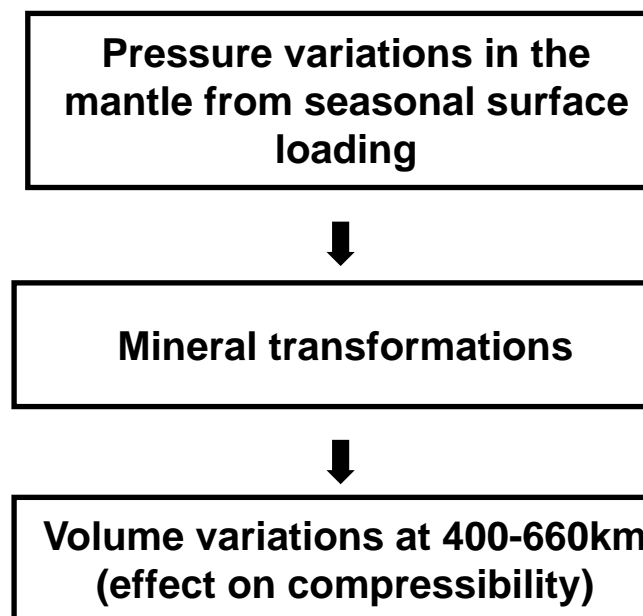 Pressure variations in the
mantle from seasonal surface
loading
Mineral transformations
Volume variations at 400-660km
(effect on compressibility)